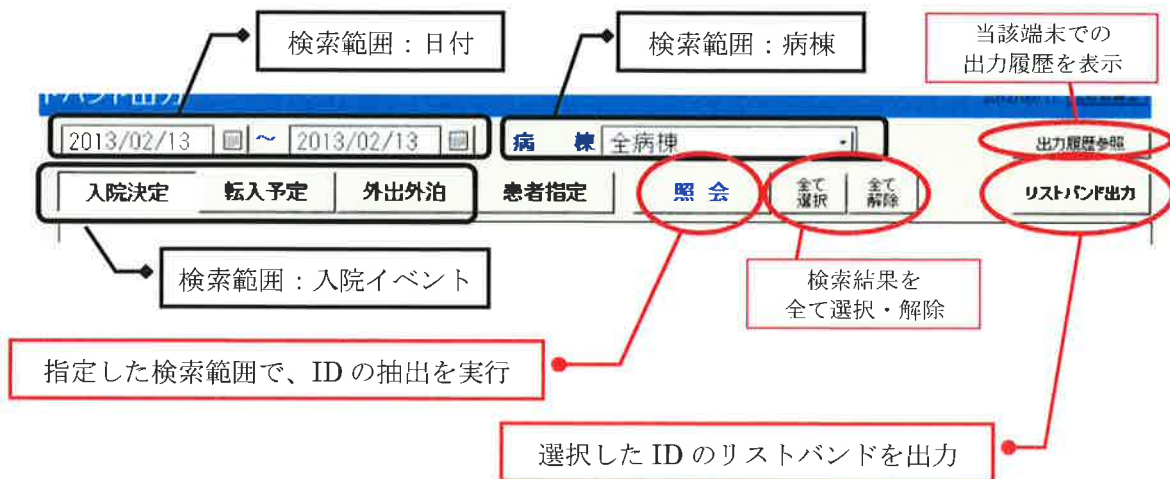 検索範囲：日付
検索範囲：病棟
当該端末での
出力履歴を表示
トバンド出力
2013/02/13 ～ 2013/02/13 病 棟 全病棟 出力履歴参照
入院決定 転入予定 外出外泊 患者指定 照 会 全て選択 全て解除 リストバンド出力
検索範囲：入院イベント
検索結果を
全て選択・解除
指定した検索範囲で、IDの抽出を実行
選択したIDのリストバンドを出力